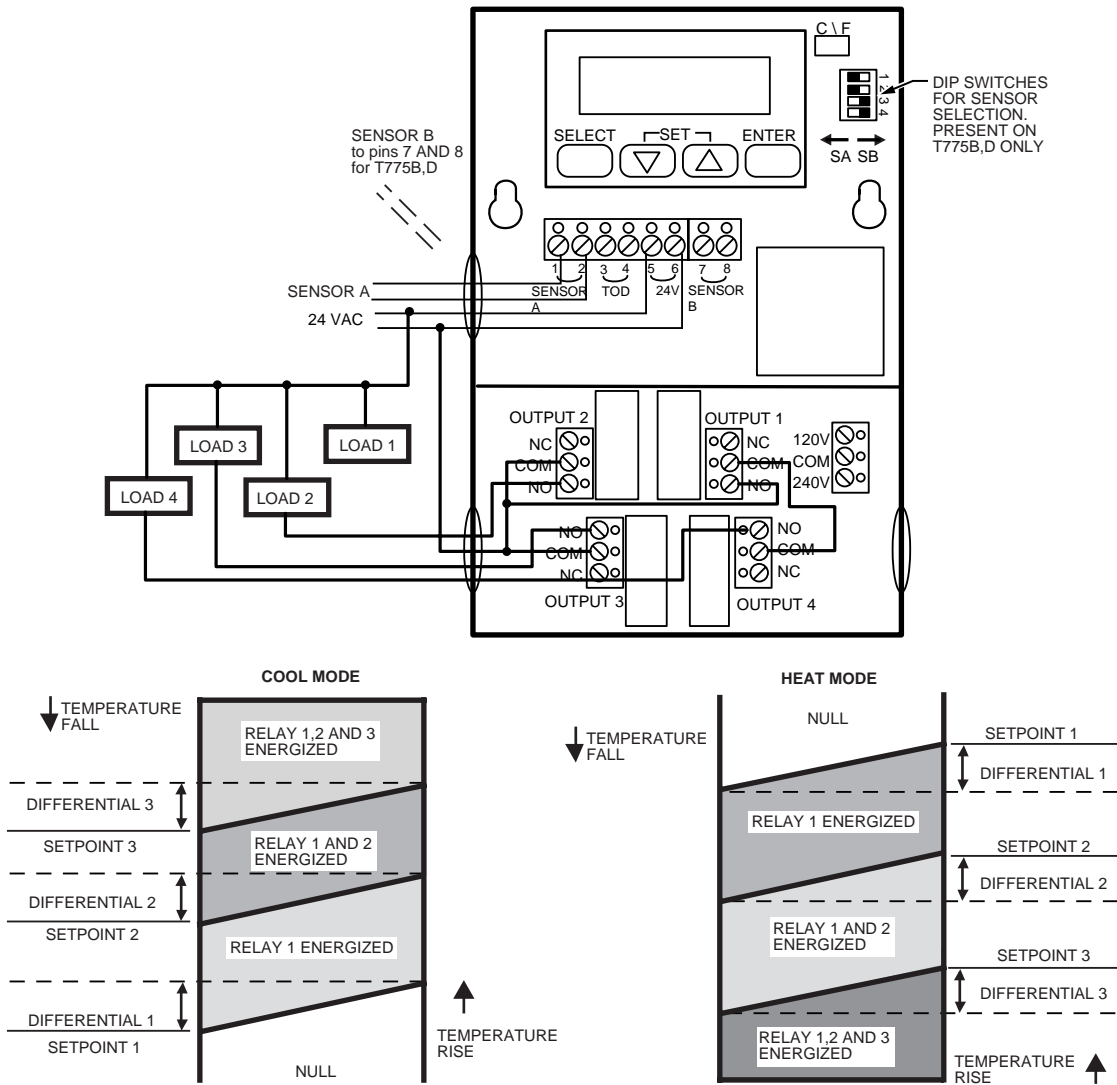 C \ F
1
2
3
4
DIP SWITCHES
FOR SENSOR
SELECTION.
PRESENT ON
T775B,D ONLY
SA SB
SELECT
SET
ENTER
SENSOR B
to pins 7 AND 8
for T775B,D
1 2 3 4 5 6 7 8
SENSOR A
TOD
24V
SENSOR B
SENSOR A
24 VAC
LOAD 1
LOAD 3
LOAD 2
LOAD 4
OUTPUT 2
NC
COM
NO
OUTPUT 1
NC
COM
NO
120V
COM
240V
NO
COM
NC
OUTPUT 3
NO
COM
NC
OUTPUT 4
COOL MODE
TEMPERATURE
FALL
RELAY 1,2 AND 3
ENERGIZED
DIFFERENTIAL 3
SETPOINT 3
RELAY 1 AND 2
ENERGIZED
DIFFERENTIAL 2
SETPOINT 2
RELAY 1 ENERGIZED
DIFFERENTIAL 1
SETPOINT 1
TEMPERATURE
RISE
NULL
HEAT MODE
NULL
TEMPERATURE
FALL
SETPOINT 1
DIFFERENTIAL 1
RELAY 1 ENERGIZED
SETPOINT 2
DIFFERENTIAL 2
RELAY 1 AND 2
ENERGIZED
SETPOINT 3
DIFFERENTIAL 3
RELAY 1,2 AND 3
ENERGIZED
TEMPERATURE
RISE